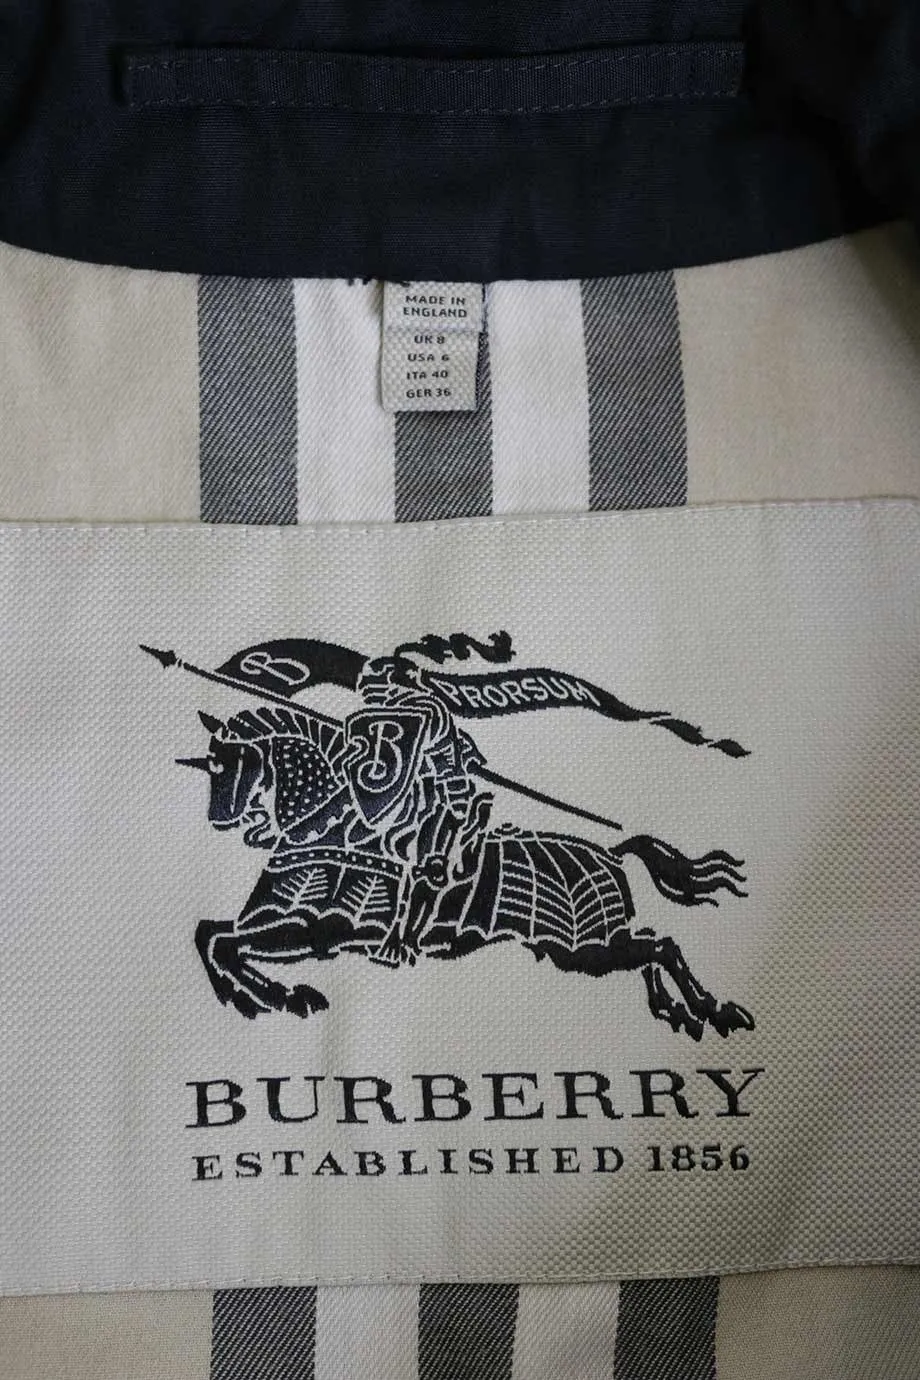 MADE IN
ENGLAND
UK 8
USA 6
ITA 40
GER 36
B
PRORSUM
B
BURBERRY
ESTABLISHED 1856